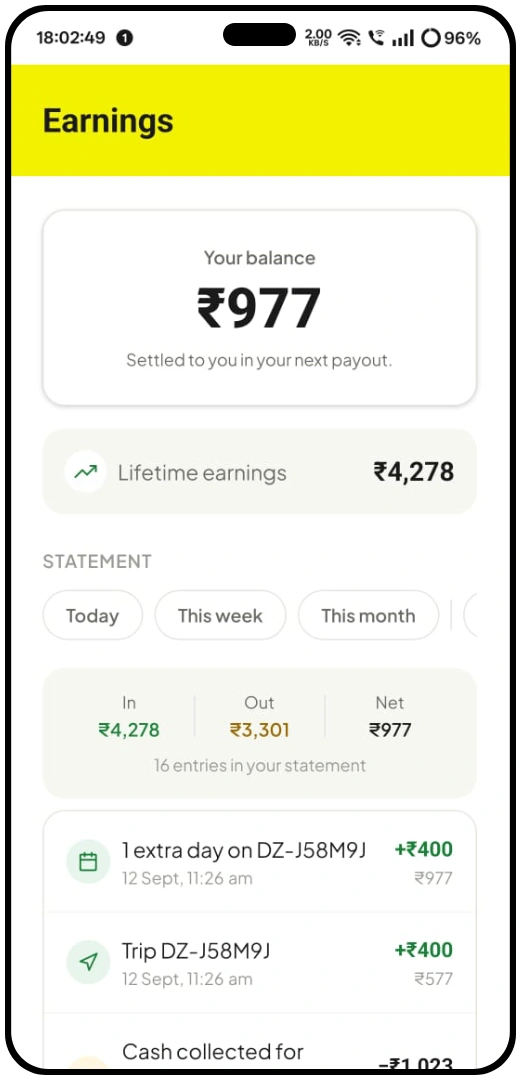 18:02:49 1 2.00 KB/S 96%
Earnings
Your balance
₹977
Settled to you in your next payout.
Lifetime earnings ₹4,278
STATEMENT
Today This week This month
In Out Net
₹4,278 ₹3,301 ₹977
16 entries in your statement
1 extra day on DZ-J58M9J +₹400
12 Sept, 11:26 am ₹977
Trip DZ-J58M9J +₹400
12 Sept, 11:26 am ₹577
Cash collected for
−₹1,023